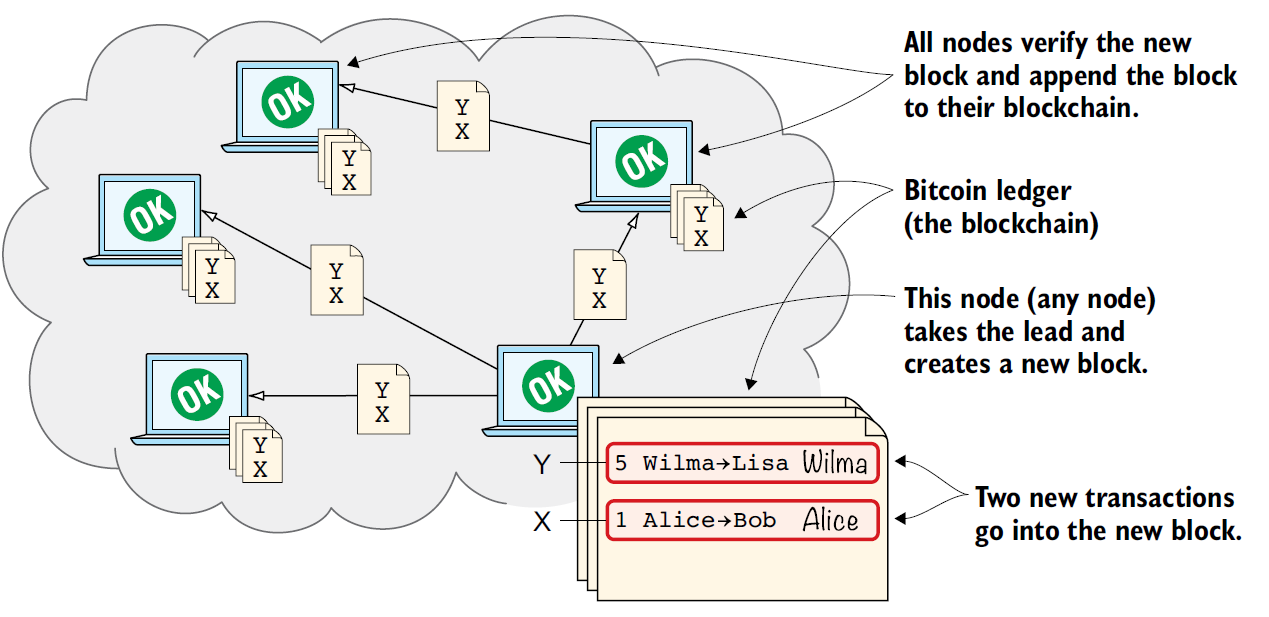 All nodes verify the new
block and append the block
to their blockchain.
OK
Y
X
Y
X
OK
Y
X
OK
Y
X
Bitcoin ledger
(the blockchain)
Y
X
Y
X
This node (any node)
takes the lead and
creates a new block.
OK
Y
X
Y
X
OK
Y 5 Wilma→Lisa Wilma
X 1 Alice→Bob Alice
Two new transactions
go into the new block.